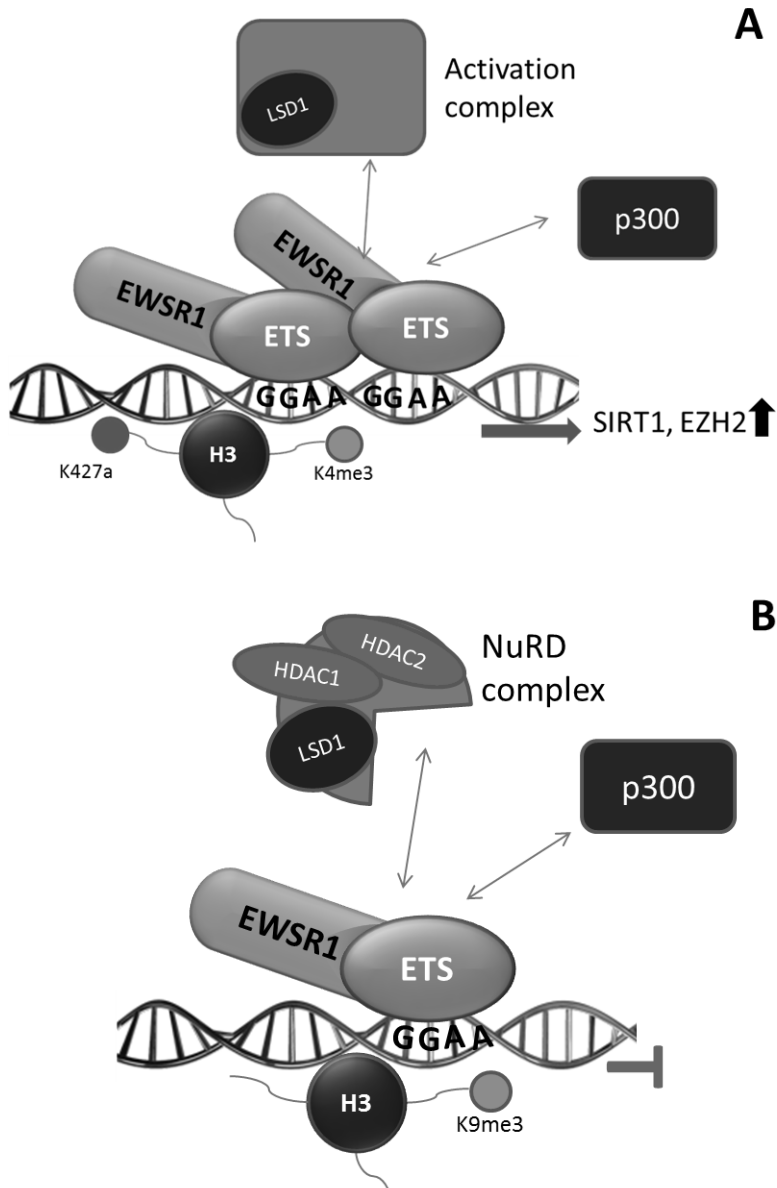 A
Activation
complex
LSD1
p300
EWSR1
EWSR1
ETS
ETS
GGAA GGAA
SIRT1, EZH2
K427a
H3
K4me3
B
NuRD
complex
HDAC2
HDAC1
LSD1
p300
EWSR1
ETS
GGAA
H3
K9me3